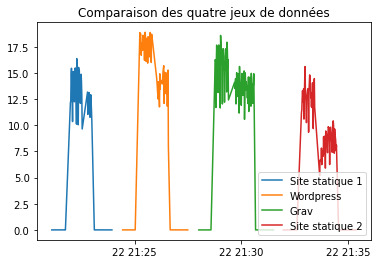 Comparaison des quatre jeux de données
17.5
15.0
12.5
10.0
7.5
5.0
2.5
0.0
Site statique 1
Wordpress
Grav
Site statique 2
22 21:25
22 21:30
22 21:35